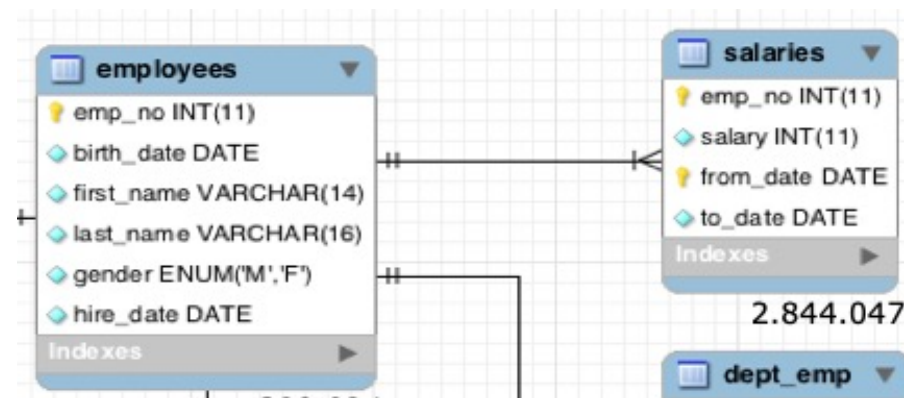 employees
emp_no INT(11)
birth_date DATE
first_name VARCHAR(14)
last_name VARCHAR(16)
gender ENUM('M','F')
hire_date DATE
Indexes
salaries
emp_no INT(11)
salary INT(11)
from_date DATE
to_date DATE
Indexes
2.844.047
dept_emp